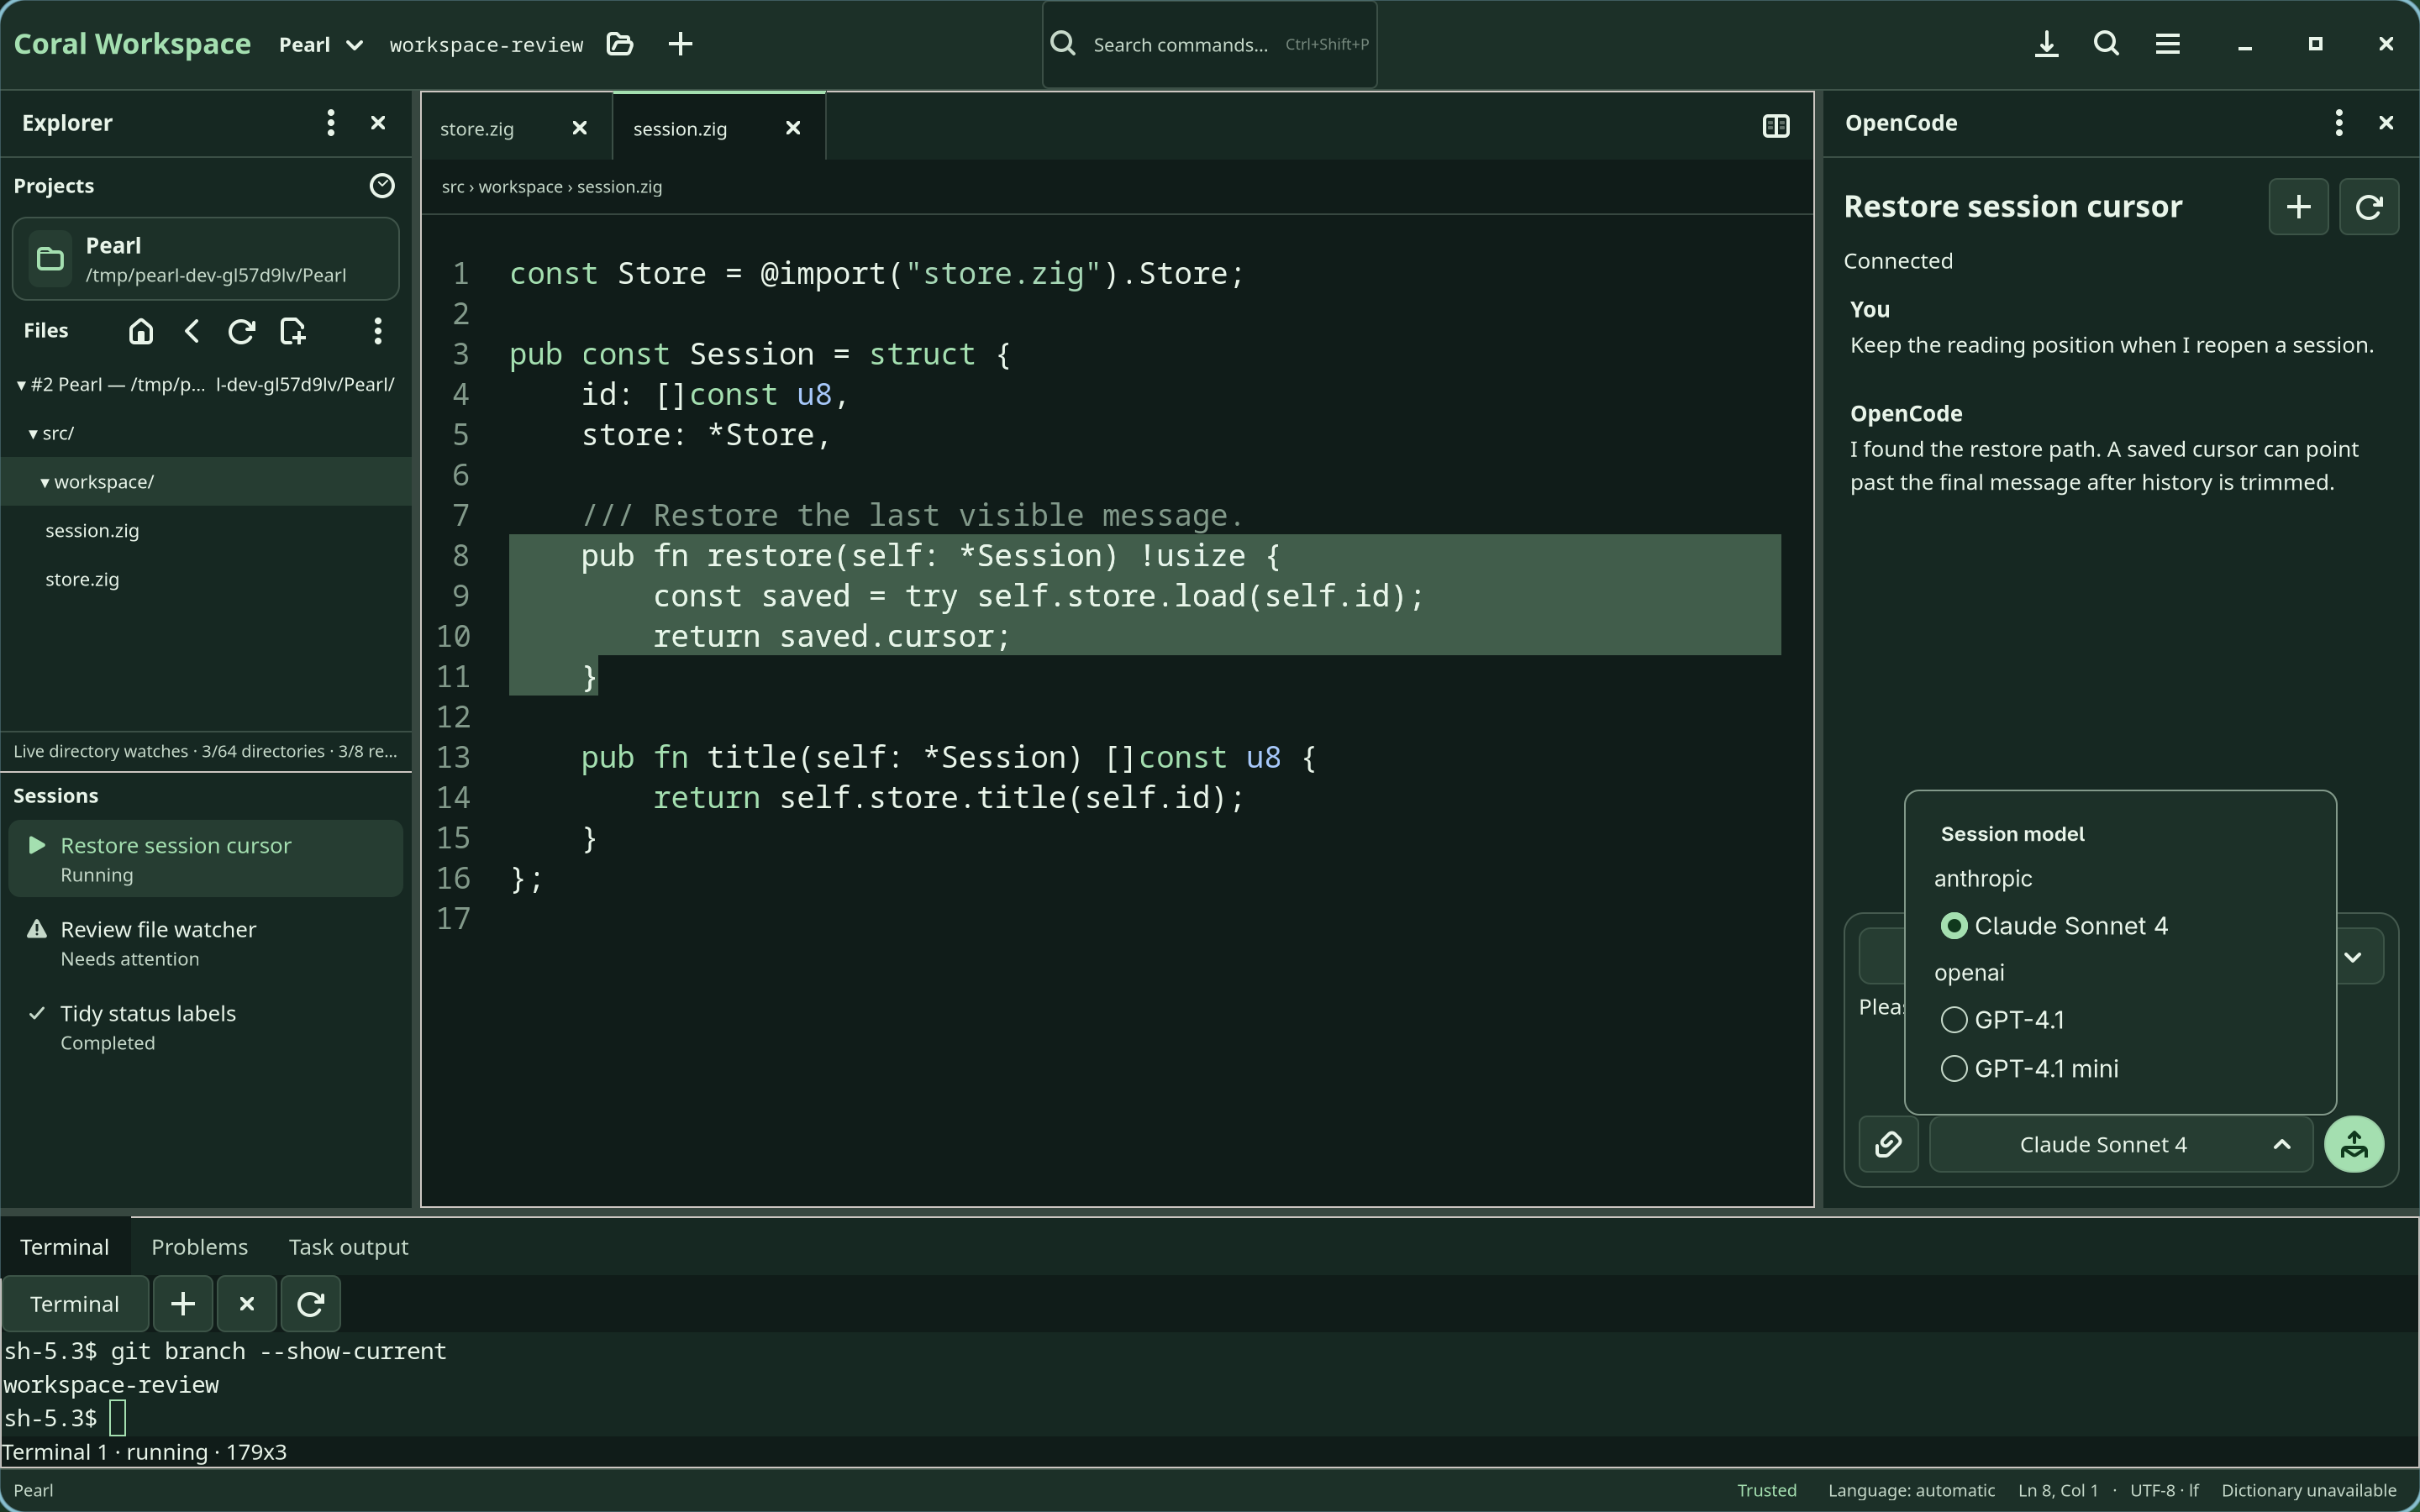 Coral Workspace
Pearl
workspace-review
Search commands...
Ctrl+Shift+P
Explorer
Projects
Pearl
/tmp/pearl-dev-gl57d9lv/Pearl
Files
▾ #2 Pearl — /tmp/p... l-dev-gl57d9lv/Pearl/
▾ src/
▾ workspace/
session.zig
store.zig
Live directory watches · 3/64 directories · 3/8 re...
Sessions
Restore session cursor
Running
Review file watcher
Needs attention
Tidy status labels
Completed
store.zig
session.zig
src › workspace › session.zig
1 const Store = @import("store.zig").Store;
2
3 pub const Session = struct {
4     id: []const u8,
5     store: *Store,
6
7     /// Restore the last visible message.
8     pub fn restore(self: *Session) !usize {
9         const saved = try self.store.load(self.id);
10         return saved.cursor;
11     }
12
13     pub fn title(self: *Session) []const u8 {
14         return self.store.title(self.id);
15     }
16 };
17
OpenCode
Restore session cursor
Connected
You
Keep the reading position when I reopen a session.
OpenCode
I found the restore path. A saved cursor can point
past the final message after history is trimmed.
Session model
anthropic
Claude Sonnet 4
openai
GPT-4.1
GPT-4.1 mini
Claude Sonnet 4
Terminal
Problems
Task output
Terminal
sh-5.3$ git branch --show-current
workspace-review
sh-5.3$
Terminal 1 · running · 179x3
Pearl
Trusted
Language: automatic
Ln 8, Col 1 · UTF-8 · lf
Dictionary unavailable